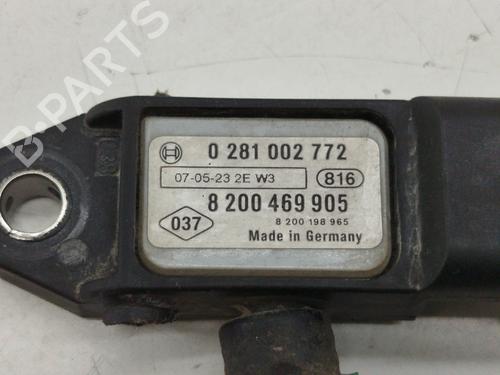 B-PARTS
0 281 002 772
07-05-23 2E W3 816
8 200 469 905
037 8 200 198 965
Made in Germany